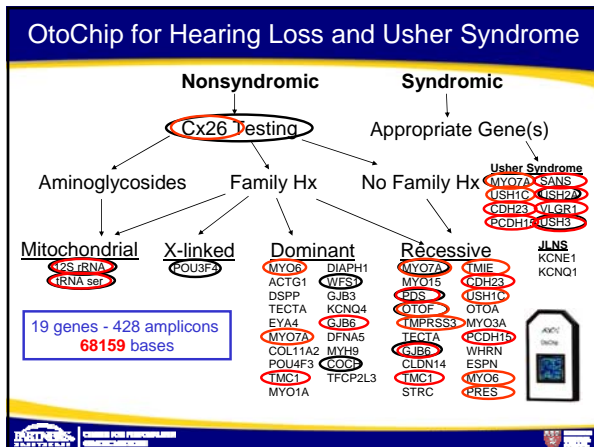 OtoChip for Hearing Loss and Usher Syndrome
Nonsyndromic
Syndromic
Cx26 Testing
Appropriate Gene(s)
Usher Syndrome
MYO7A SANS
USH1C USH2A
CDH23 VLGR1
PCDH15 USH3
Aminoglycosides
Family Hx
No Family Hx
JLNS
KCNE1
KCNQ1
Mitochondrial
12S rRNA
tRNA ser
X-linked
POU3F4
Dominant
MYO6 DIAPH1
ACTG1 WFS1
DSPP GJB3
TECTA KCNQ4
EYA4 GJB6
MYO7A DFNA5
COL11A2 MYH9
POU4F3 COCH
TMC1 TFCP2L3
MYO1A
Recessive
MYO7A TMIE
MYO15 CDH23
PDS USH1C
OTOF OTOA
TMPRSS3 MYO3A
TECTA PCDH15
GJB6 WHRN
CLDN14 ESPN
TMC1 MYO6
STRC PRES
19 genes - 428 amplicons
68159 bases